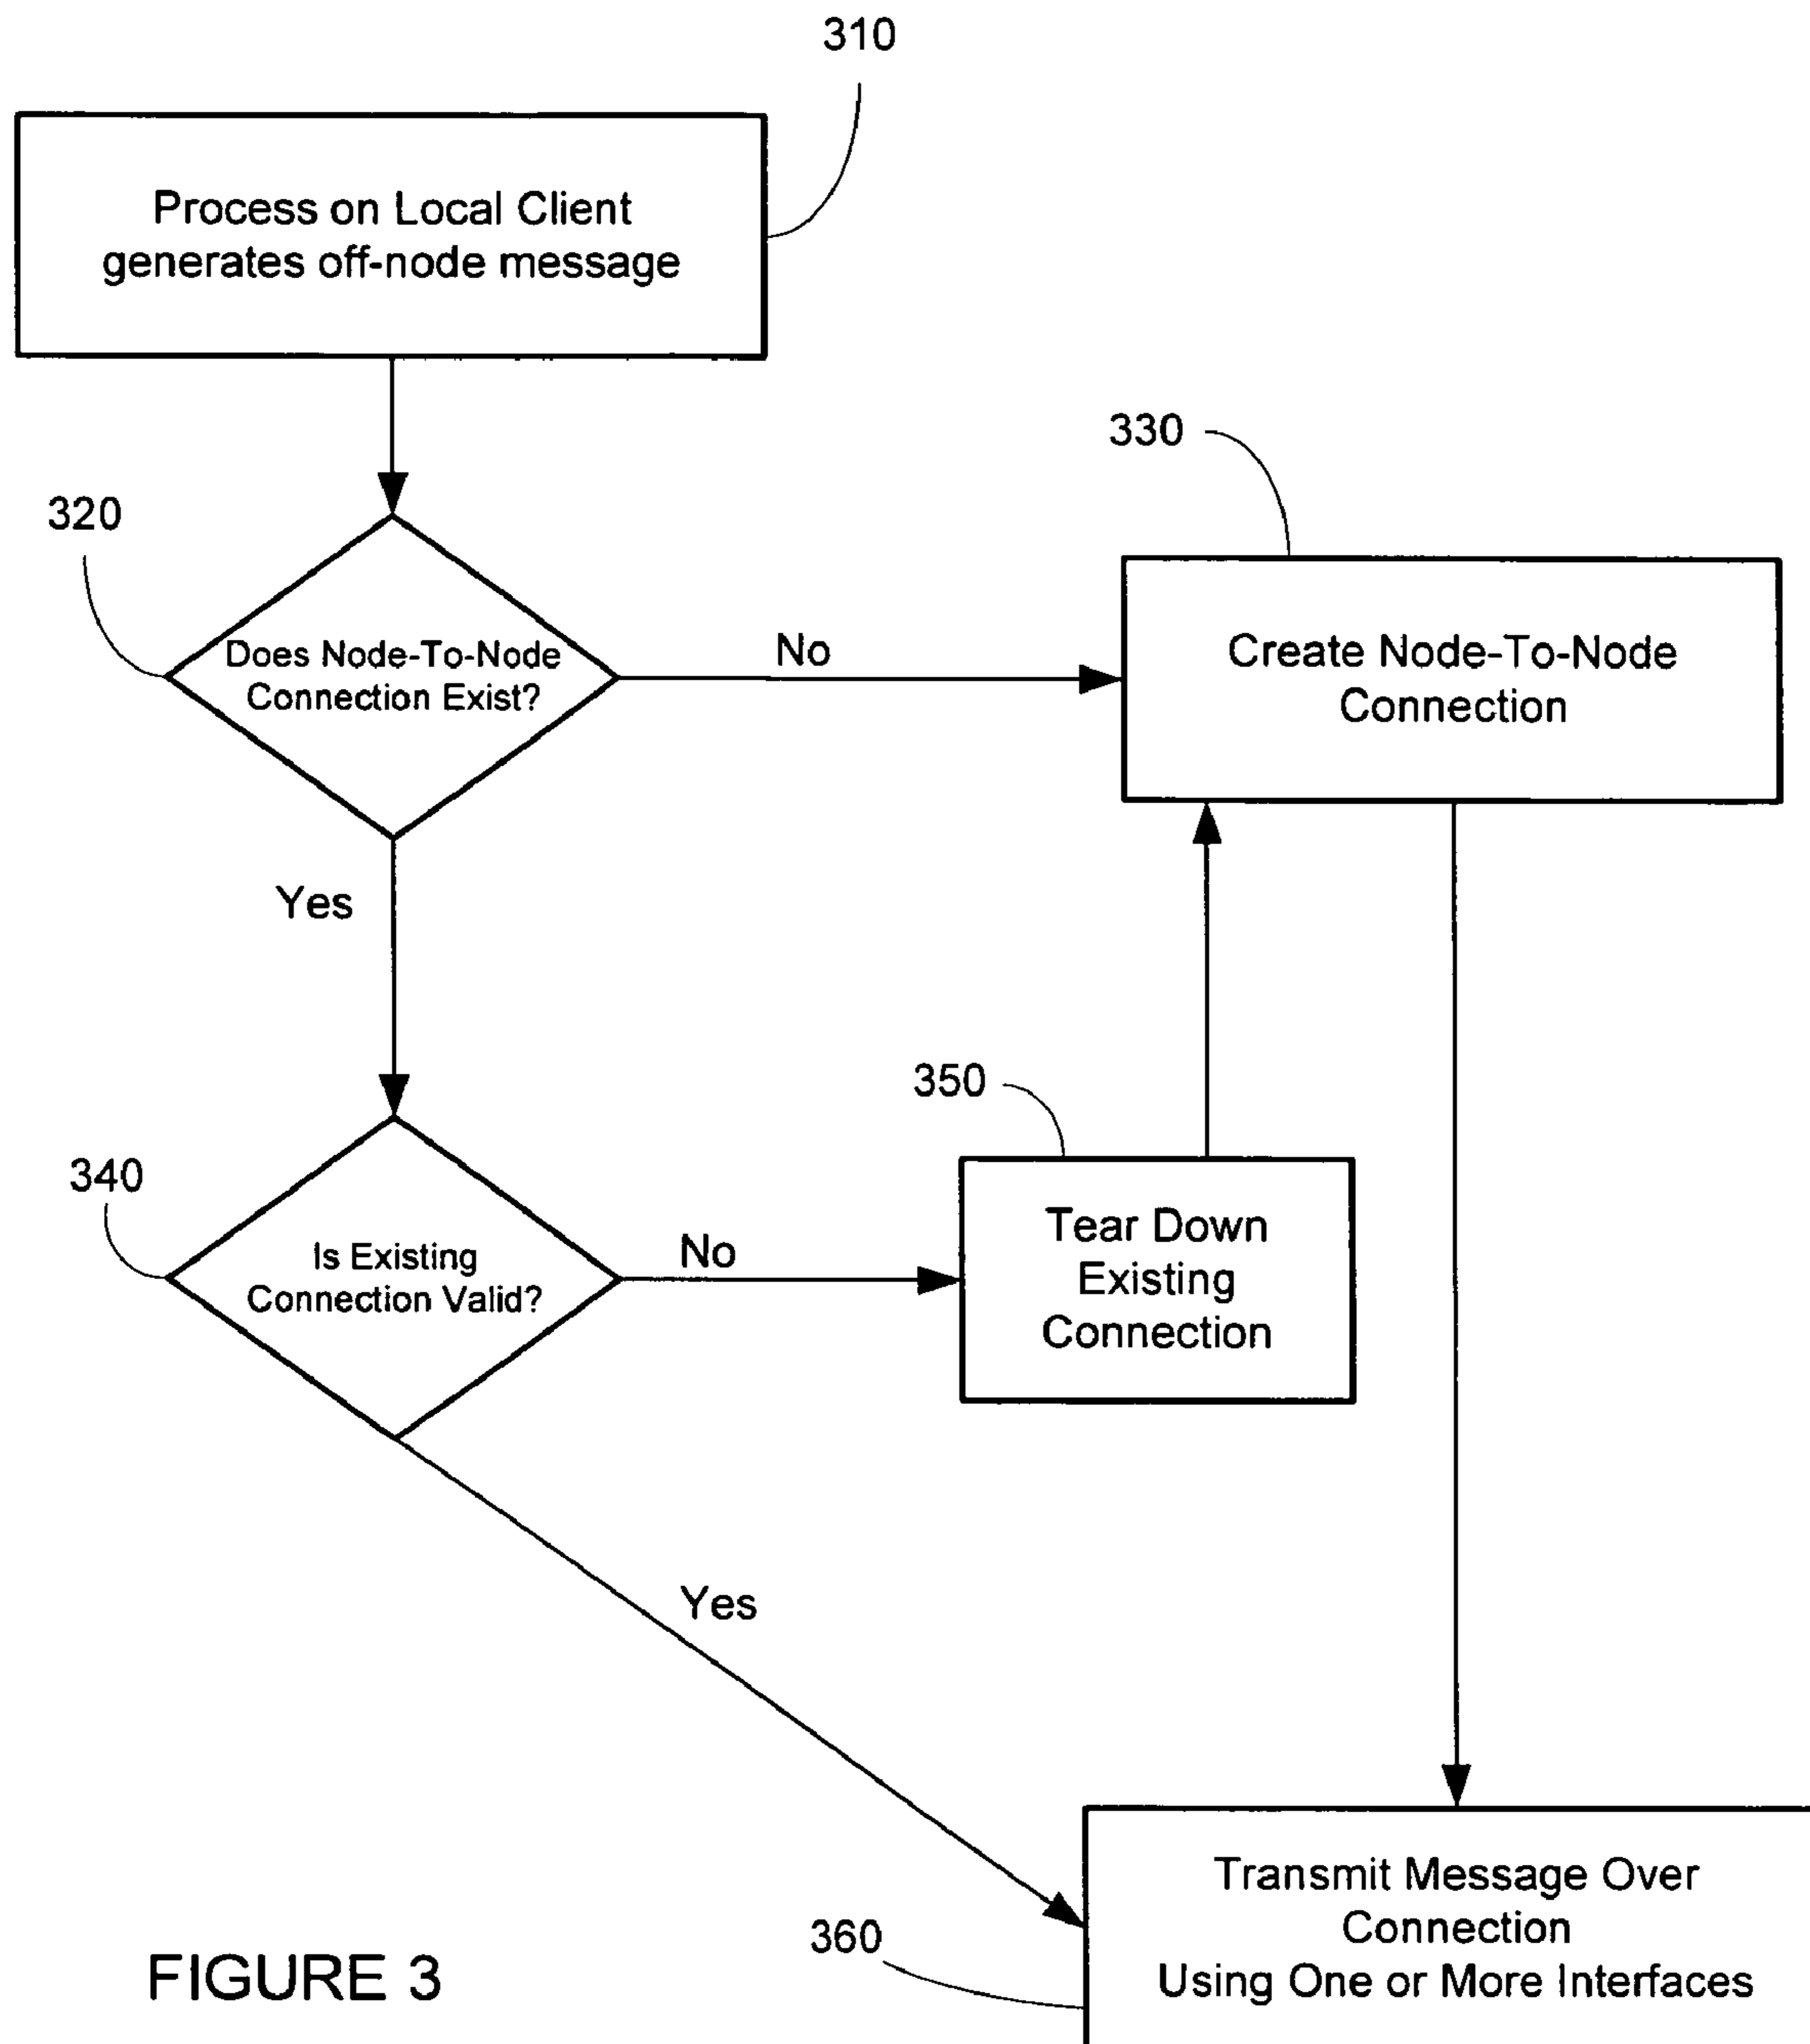 310
Process on Local Client
generates off-node message
330
320
Does Node-To-Node
Connection Exist?
No
Create Node-To-Node
Connection
Yes
350
340
Is Existing
Connection Valid?
No
Tear Down
Existing
Connection
Yes
Transmit Message Over
Connection
Using One or More Interfaces
360
FIGURE 3